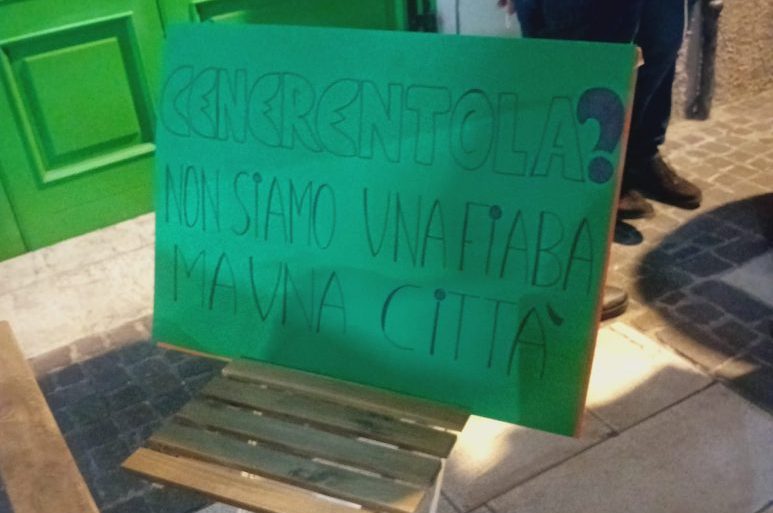 CENERENTOLA?
NON SiAMO UNA FiABA
MA UNA CiTTÀ